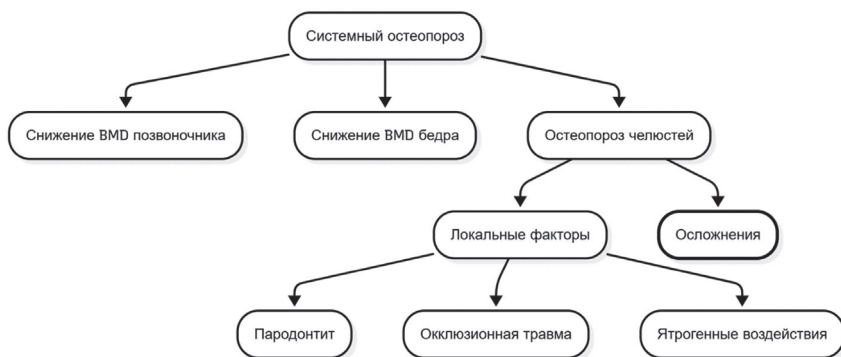 Системный остеопороз
Снижение BMD позвоночника
Снижение BMD бедра
Остеопороз челюстей
Локальные факторы
Осложнения
Пародонтит
Окклюзионная травма
Ятрогенные воздействия